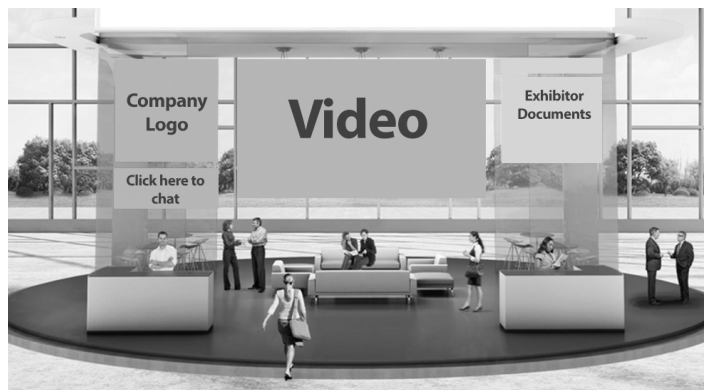 Company
Logo
Video
Exhibitor
Documents
Click here to
chat